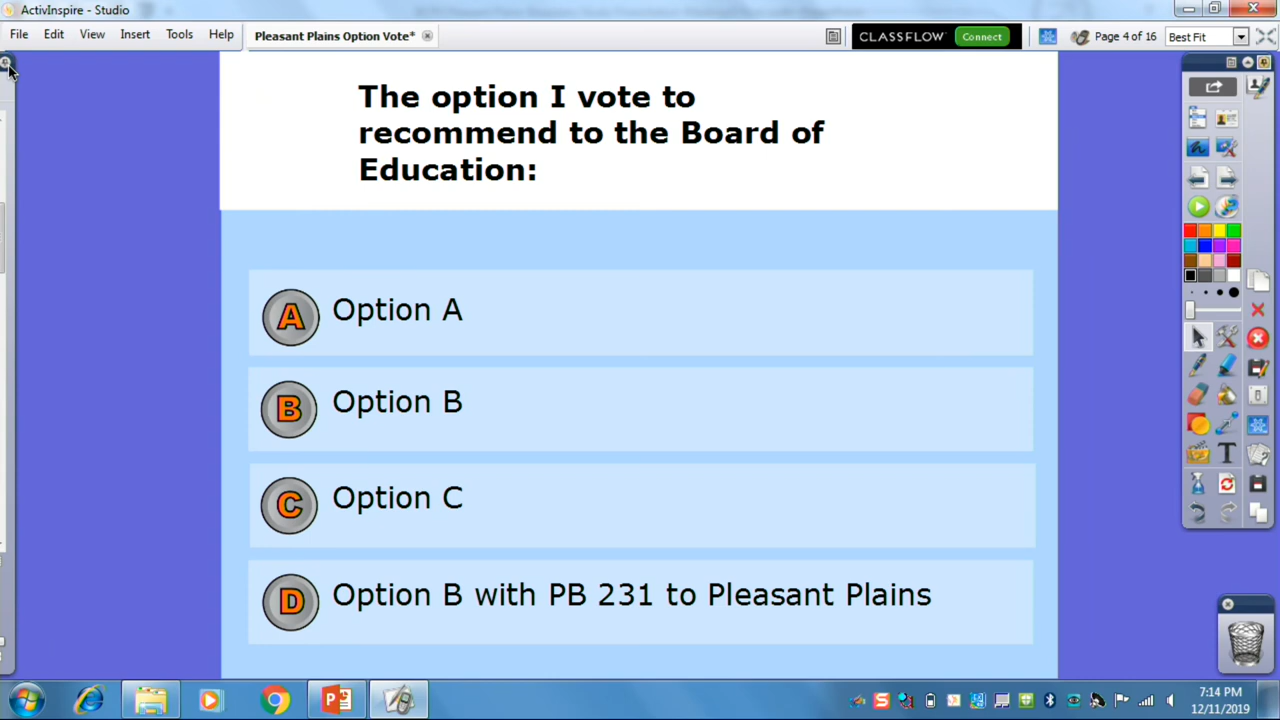 ActivInspire - Studio
File Edit View Insert Tools Help
Pleasant Plains Option Vote*
CLASSFLOW Connect
Page 4 of 16
Best Fit
The option I vote to
recommend to the Board of
Education:
A Option A
B Option B
C Option C
D Option B with PB 231 to Pleasant Plains
T
7:14 PM
12/11/2019